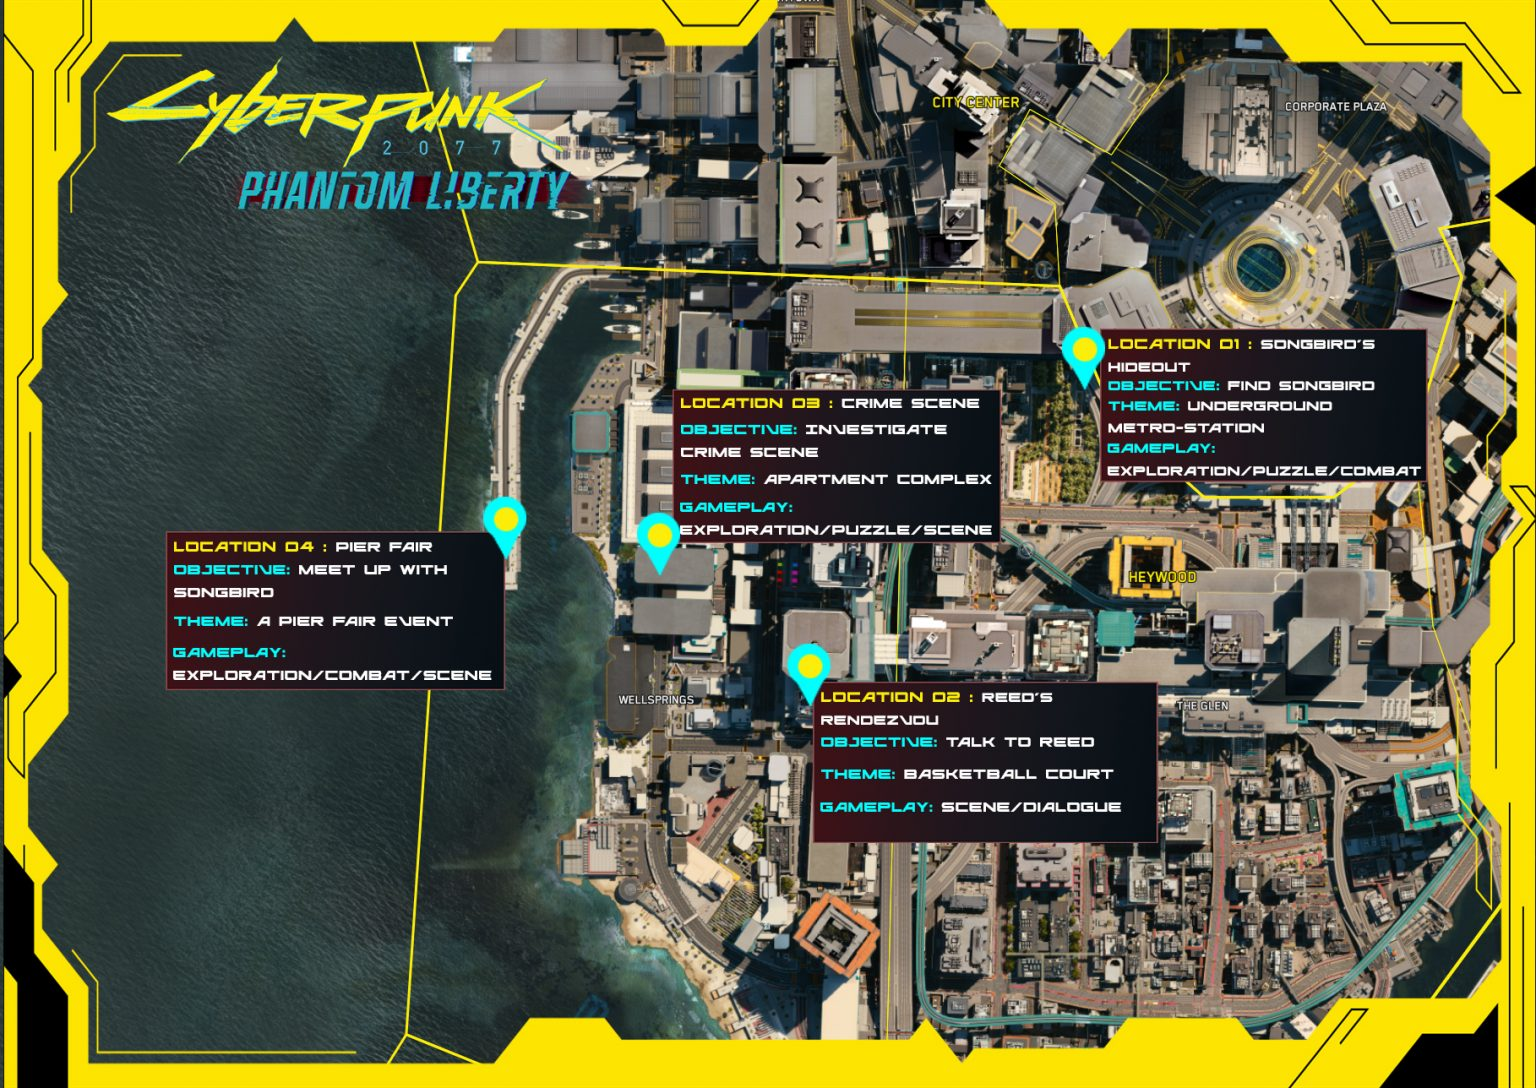 CYBERPUNK
2077
PHANTOM LIBERTY
CITY CENTER
CORPORATE PLAZA
LOCATION 01 : SONGBIRD'S
HIDEOUT
OBJECTIVE: FIND SONGBIRD
THEME: UNDERGROUND
METRO-STATION
GAMEPLAY:
EXPLORATION/PUZZLE/COMBAT
LOCATION 03 : CRIME SCENE
OBJECTIVE: INVESTIGATE
CRIME SCENE
THEME: APARTMENT COMPLEX
GAMEPLAY:
EXPLORATION/PUZZLE/SCENE
LOCATION 04 : PIER FAIR
OBJECTIVE: MEET UP WITH
SONGBIRD
THEME: A PIER FAIR EVENT
GAMEPLAY:
EXPLORATION/COMBAT/SCENE
HEYWOOD
WELLSPRINGS
THE GLEN
LOCATION 02 : REED'S
RENDEZVOU
OBJECTIVE: TALK TO REED
THEME: BASKETBALL COURT
GAMEPLAY: SCENE/DIALOGUE